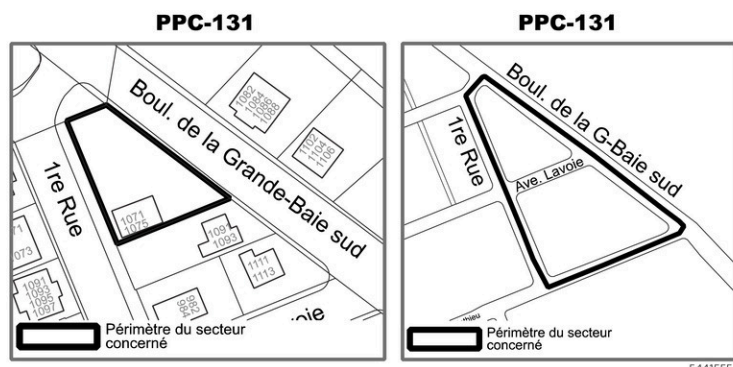 PPC-131
Boul. de la Grande-Baie sud
1082
1084
1086
1088
1102
1104
1106
1re Rue
1071
1075
1093
1111
1113
1091
1093
1095
1097
Périmètre du secteur
concerné
PPC-131
Boul. de la G-Baie sud
1re Rue
Ave. Lavoie
Périmètre du secteur
concerné